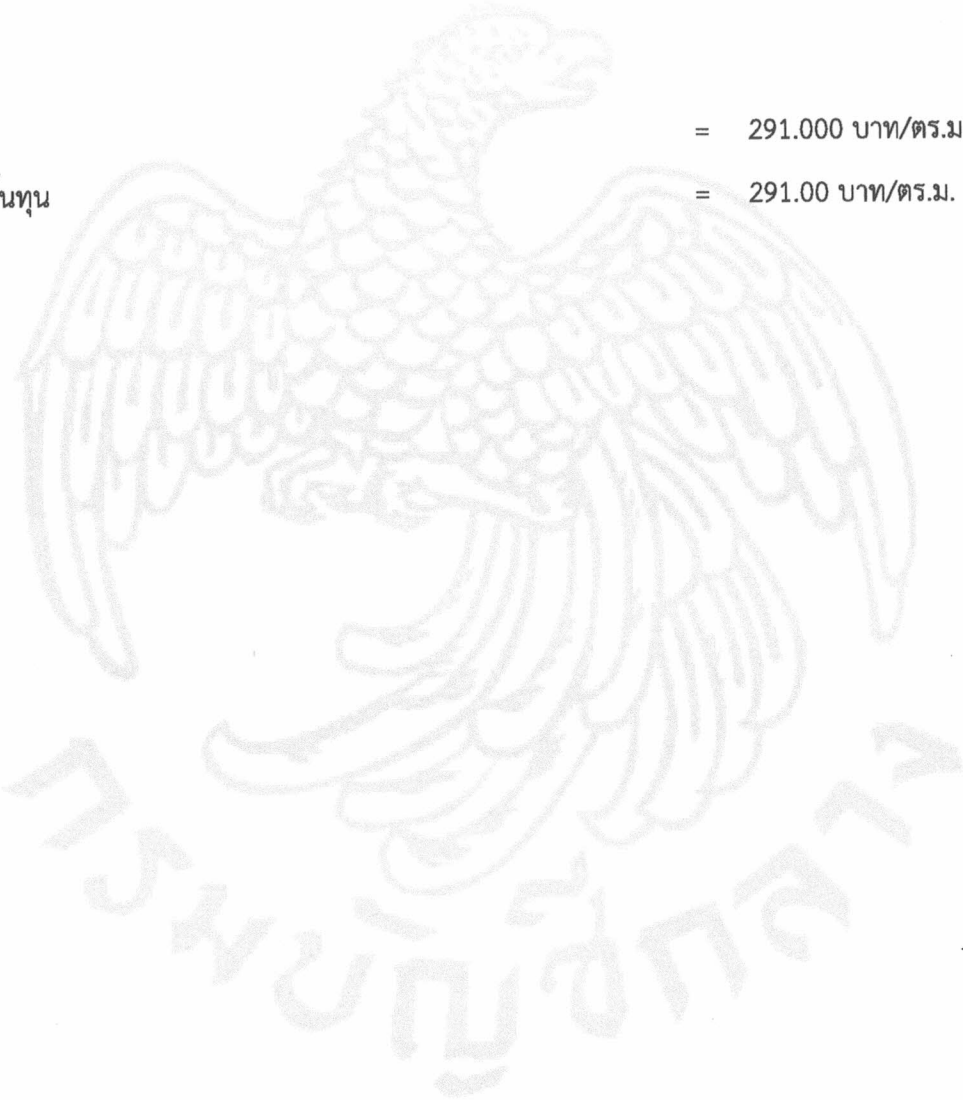 = 291.000 บาท/ตร.ม
นทุน = 291.00 บาท/ตร.ม.
กรมบัญชีกลาง